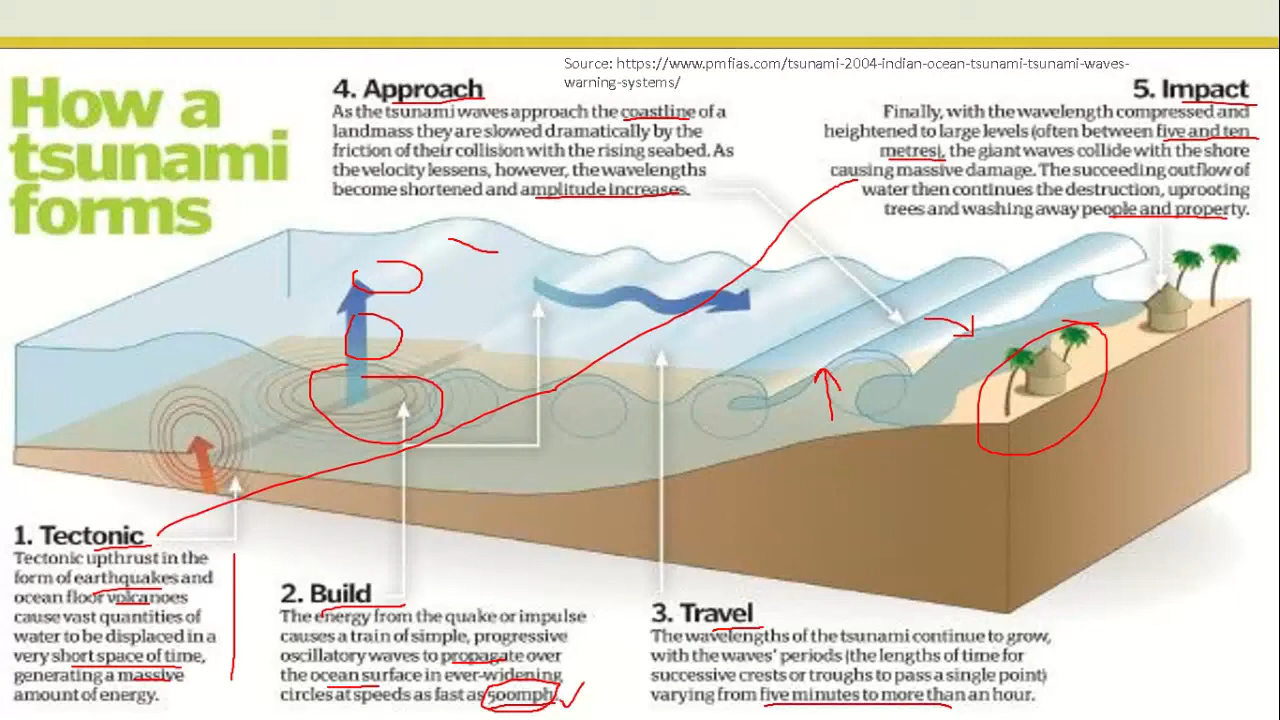 Source: https://www.pmfias.com/tsunami-2004-indian-ocean-tsunami-tsunami-waves-
warning-systems/
How a
tsunami
forms
4. Approach
As the tsunami waves approach the coastline of a
landmass they are slowed dramatically by the
friction of their collision with the rising seabed. As
the velocity lessens, however, the wavelengths
become shortened and amplitude increases.
5. Impact
Finally, with the wavelength compressed and
heightened to large levels (often between five and ten
metres), the giant waves collide with the shore
causing massive damage. The succeeding outflow of
water then continues the destruction, uprooting
trees and washing away people and property.
1. Tectonic
Tectonic upthrust in the
form of earthquakes and
ocean floor volcanoes
cause vast quantities of
water to be displaced in a
very short space of time,
generating a massive
amount of energy.
2. Build
The energy from the quake or impulse
causes a train of simple, progressive
oscillatory waves to propagate over
the ocean surface in ever-widening
circles at speeds as fast as 500mph.
3. Travel
The wavelengths of the tsunami continue to grow,
with the waves' periods (the lengths of time for
successive crests or troughs to pass a single point)
varying from five minutes to more than an hour.